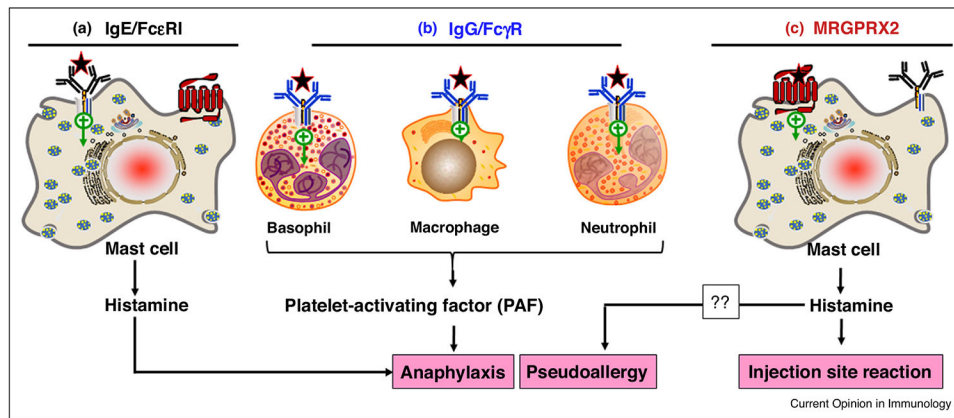 (a) IgE/FcεRI
(b) IgG/FcγR
(c) MRGPRX2
Basophil
Macrophage
Neutrophil
Mast cell
Mast cell
Histamine
Platelet-activating factor (PAF)
??
Histamine
Anaphylaxis
Pseudoallergy
Injection site reaction
Current Opinion in Immunology